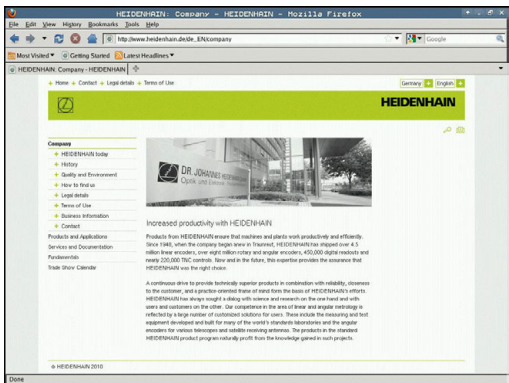 HEIDENHAIN: Company - HEIDENHAIN - Mozilla Firefox
File Edit View History Bookmarks Tools Help
http://www.heidenhain.de/de_EN/company
Google
Most Visited Getting Started Latest Headlines
HEIDENHAIN: Company - HEIDENHAIN
Home Contact Legal details Terms of Use Germany English
HEIDENHAIN
Company
HEIDENHAIN today
History
Quality and Environment
How to find us
Legal details
Terms of Use
Business Information
Contact
Products and Applications
Services and Documentation
Fundamentals
Trade Show Calendar
DR. JOHANNES HEIDENHAIN
Optik und Elektronik
Increased productivity with HEIDENHAIN
Products from HEIDENHAIN ensure that machines and plants work productively and efficiently.
Since 1948, when the company began anew in Traunreut, HEIDENHAIN has shipped over 4.5
million linear encoders, over eight million rotary and angular encoders, 450,000 digital readouts and
nearly 220,000 TNC controls. Now and in the future, this expertise provides the assurance that
HEIDENHAIN was the right choice.
A continuous drive to provide technically superior products in combination with reliability, closeness
to the customer, and a practice-oriented frame of mind form the basis of HEIDENHAIN's efforts.
HEIDENHAIN has always sought a dialog with science and research on the one hand and with
users and customers on the other. Our competence in the area of linear and angular metrology is
reflected by a large number of customized solutions for users. These include the measuring and test
equipment developed and built for many of the world's standards laboratories and the angular
encoders for various telescopes and satellite receiving antennas. The products in the standard
HEIDENHAIN product program naturally profit from the knowledge gained in such projects.
© HEIDENHAIN 2010
Done